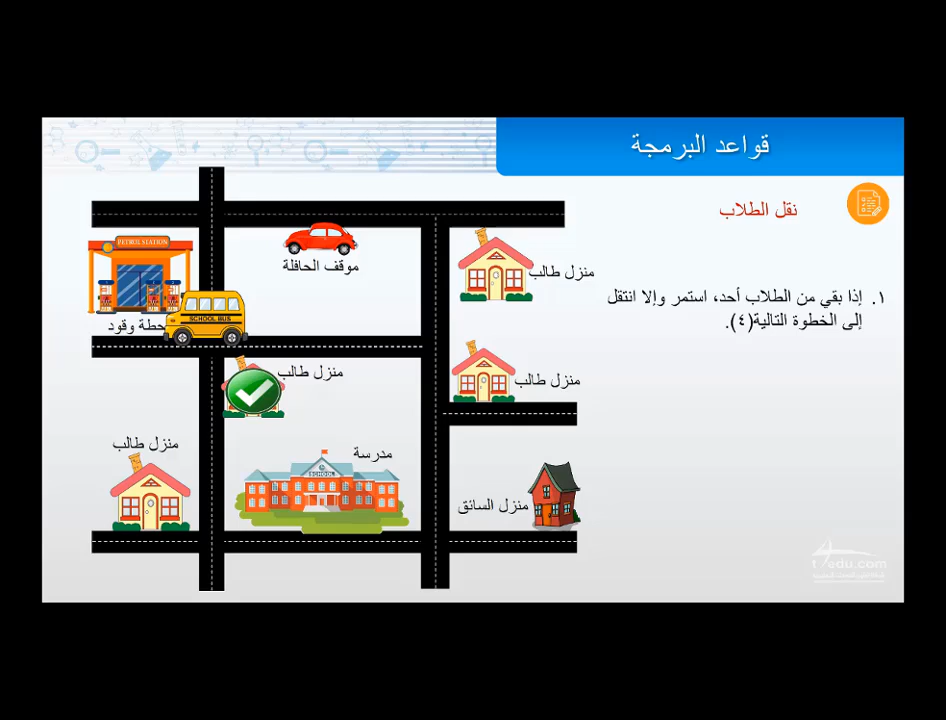 قواعد البرمجة
نقل الطلاب
١. إذا بقي من الطلاب أحد، استمر وإلا انتقل
إلى الخطوة التالية(٤).
PETROL STATION
موقف الحافلة
منزل طالب
حطة وقود
SCHOOL BUS
منزل طالب
منزل طالب
منزل طالب
مدرسة
SCHOOL
منزل السائق
edu.com